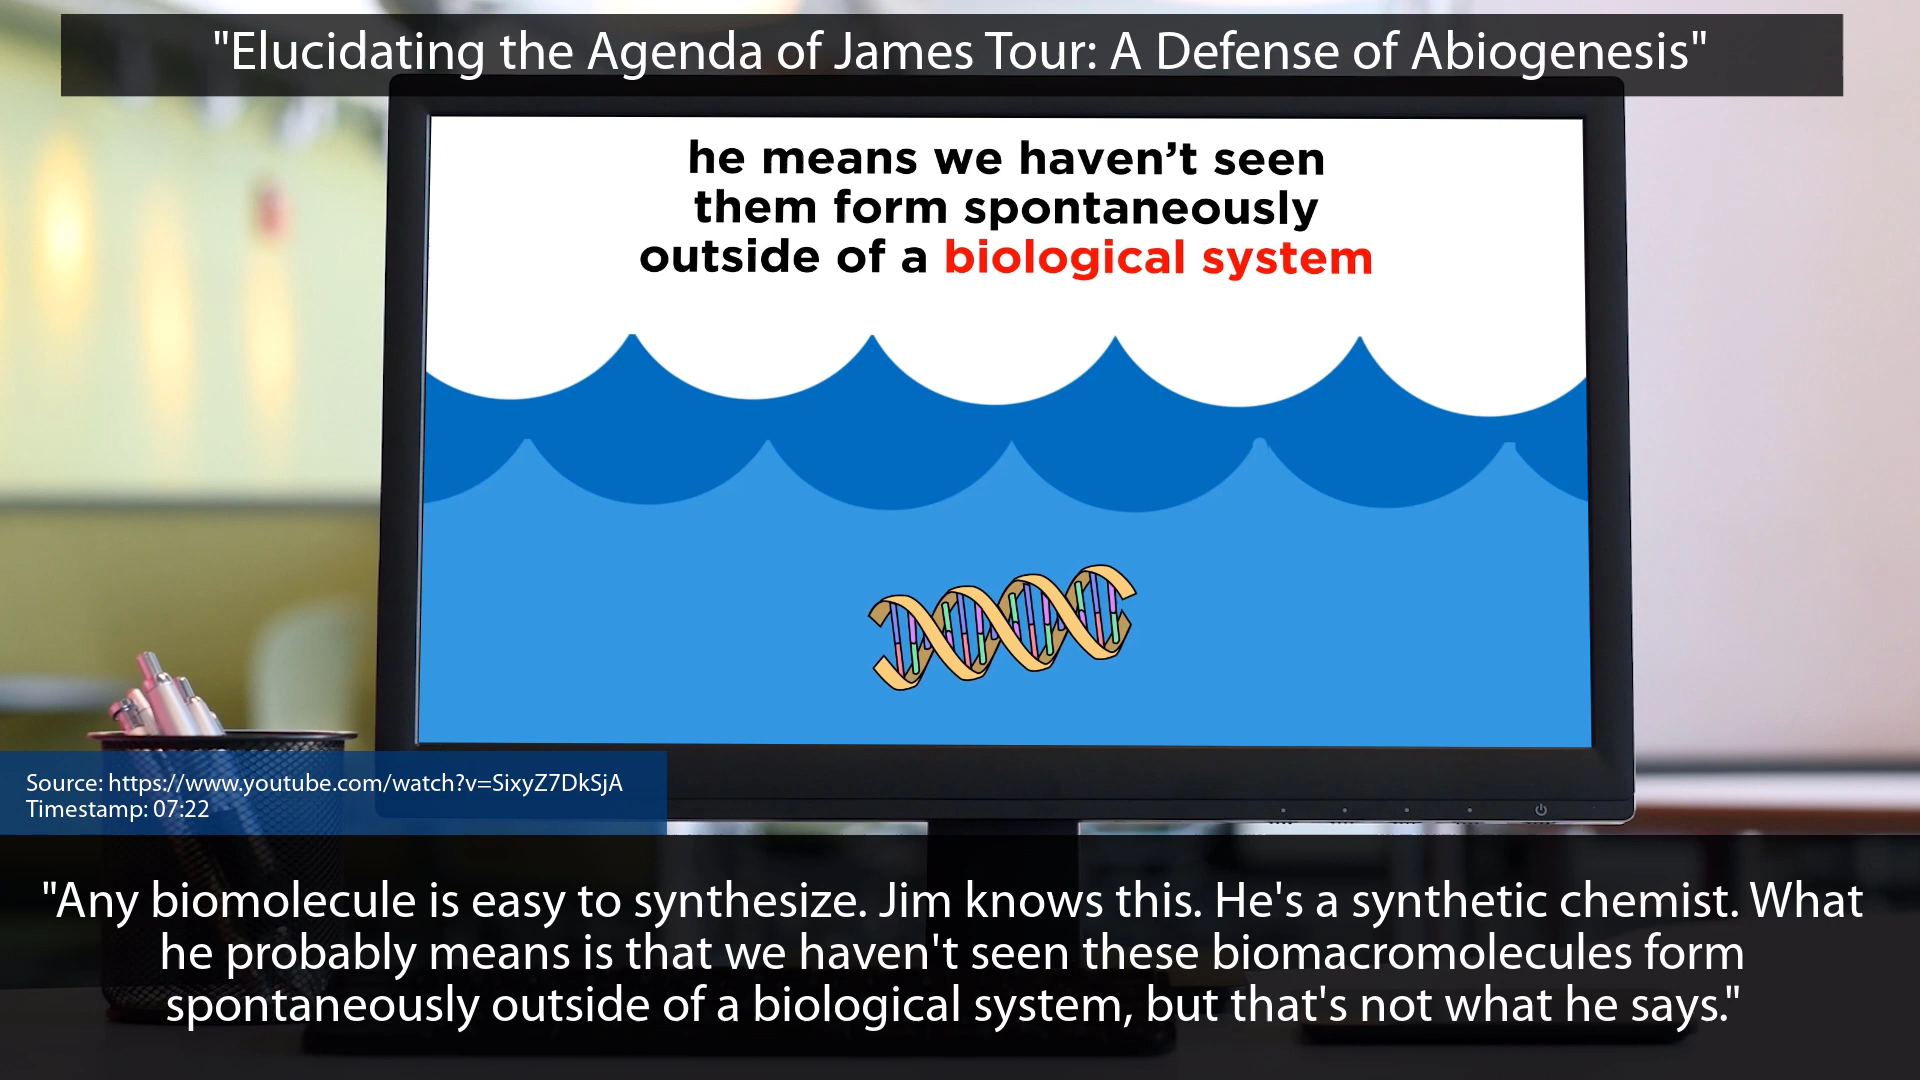 "Elucidating the Agenda of James Tour: A Defense of Abiogenesis"
he means we haven’t seen
them form spontaneously
outside of a biological system
Source: https://www.youtube.com/watch?v=SixyZ7DkSjA
Timestamp: 07:22
"Any biomolecule is easy to synthesize. Jim knows this. He's a synthetic chemist. What
he probably means is that we haven't seen these biomacromolecules form
spontaneously outside of a biological system, but that's not what he says."